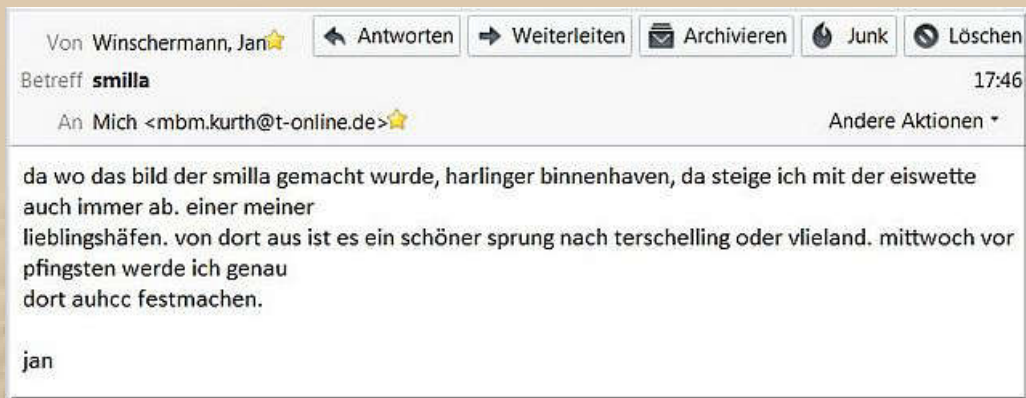 Von Winschermann, Jan Antworten Weiterleiten Archivieren Junk Löschen
Betreff smilla 17:46
An Mich <mbm.kurth@t-online.de> Andere Aktionen
da wo das bild der smilla gemacht wurde, harlinger binnenhaven, da steige ich mit der eiswette
auch immer ab. einer meiner
lieblingshäfen. von dort aus ist es ein schöner sprung nach terschelling oder vlieland. mittwoch vor
pfingsten werde ich genau
dort auhcc festmachen.
jan